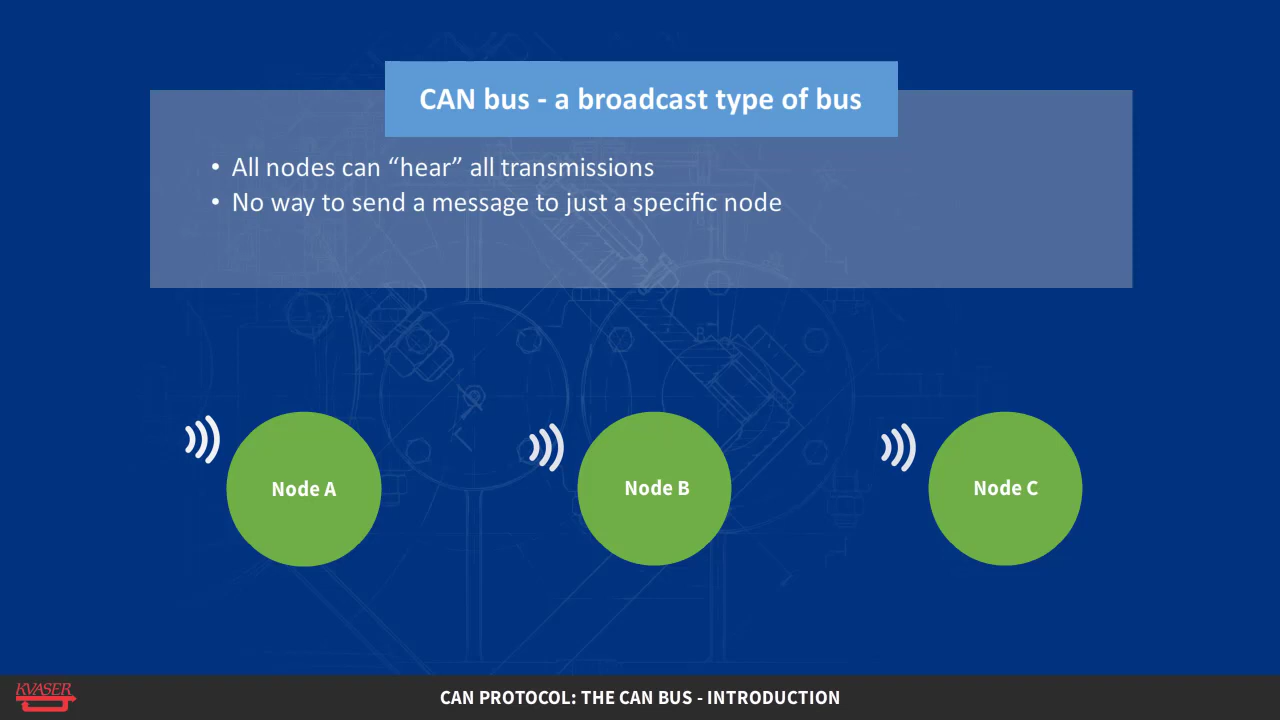 CAN bus - a broadcast type of bus
• All nodes can “hear” all transmissions
• No way to send a message to just a specific node
Node A
Node B
Node C
KVASER
CAN PROTOCOL: THE CAN BUS - INTRODUCTION